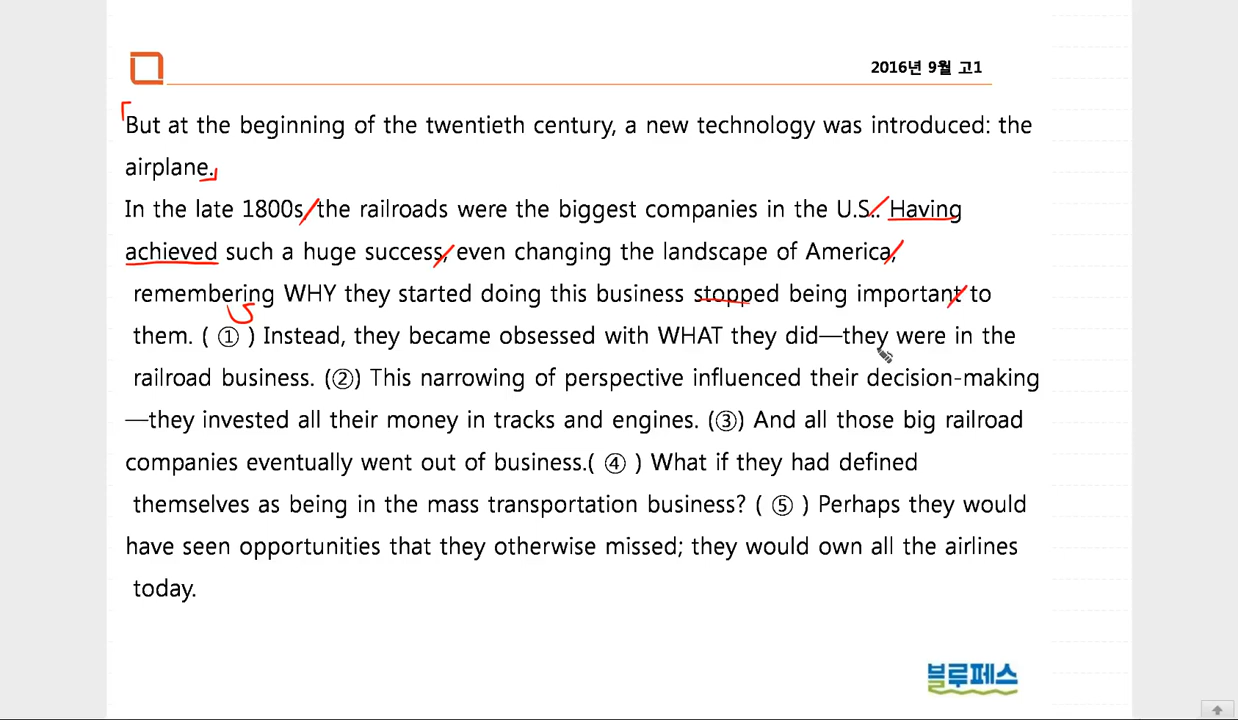 2016년 9월 고1
But at the beginning of the twentieth century, a new technology was introduced: the
airplane.
In the late 1800s, the railroads were the biggest companies in the U.S.. Having
achieved such a huge success, even changing the landscape of America,
remembering WHY they started doing this business stopped being important to
them. ( ① ) Instead, they became obsessed with WHAT they did—they were in the
railroad business. (②) This narrowing of perspective influenced their decision-making
—they invested all their money in tracks and engines. (③) And all those big railroad
companies eventually went out of business.( ④ ) What if they had defined
themselves as being in the mass transportation business? ( ⑤ ) Perhaps they would
have seen opportunities that they otherwise missed; they would own all the airlines
today.
블루페스